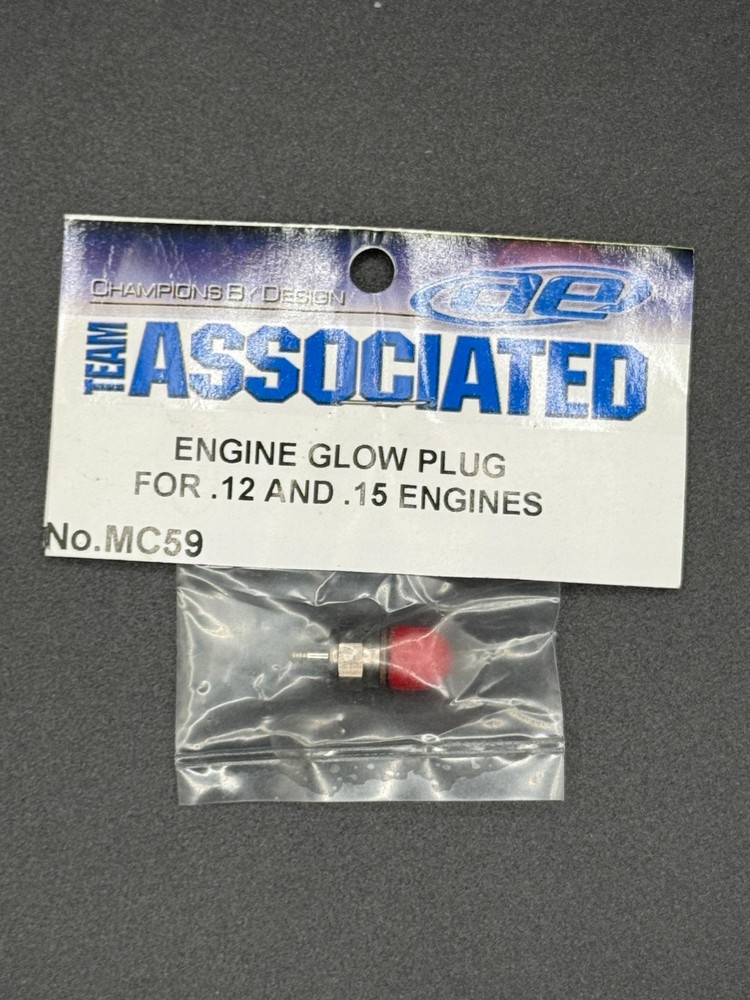 CHAMPIONS BY DESIGN
ae
TEAM ASSOCIATED
ENGINE GLOW PLUG
FOR .12 AND .15 ENGINES
No.MC59